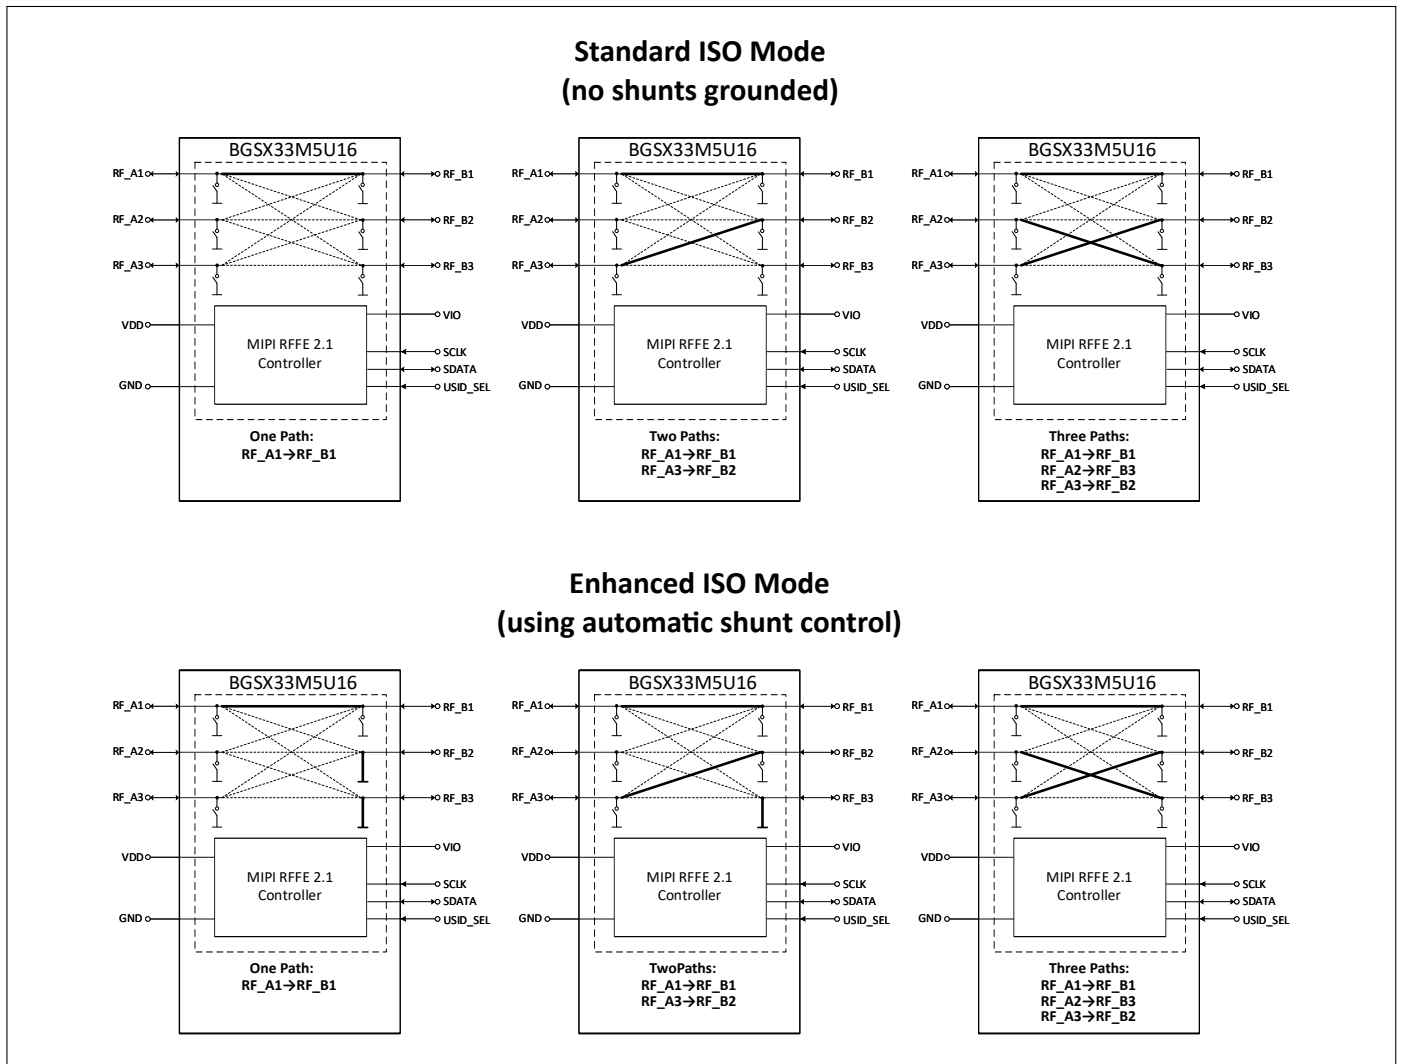 Standard ISO Mode
(no shunts grounded)
BGSX33M5U16
RF_A1
RF_B1
RF_A2
RF_B2
RF_A3
RF_B3
VDD
VIO
MIPI RFFE 2.1
Controller
SCLK
SDATA
GND
USID_SEL
One Path:
RF_A1→RF_B1
BGSX33M5U16
RF_A1
RF_B1
RF_A2
RF_B2
RF_A3
RF_B3
VDD
VIO
MIPI RFFE 2.1
Controller
SCLK
SDATA
GND
USID_SEL
Two Paths:
RF_A1→RF_B1
RF_A3→RF_B2
BGSX33M5U16
RF_A1
RF_B1
RF_A2
RF_B2
RF_A3
RF_B3
VDD
VIO
MIPI RFFE 2.1
Controller
SCLK
SDATA
GND
USID_SEL
Three Paths:
RF_A1→RF_B1
RF_A2→RF_B3
RF_A3→RF_B2
Enhanced ISO Mode
(using automatic shunt control)
BGSX33M5U16
RF_A1
RF_B1
RF_A2
RF_B2
RF_A3
RF_B3
VDD
VIO
MIPI RFFE 2.1
Controller
SCLK
SDATA
GND
USID_SEL
One Path:
RF_A1→RF_B1
BGSX33M5U16
RF_A1
RF_B1
RF_A2
RF_B2
RF_A3
RF_B3
VDD
VIO
MIPI RFFE 2.1
Controller
SCLK
SDATA
GND
USID_SEL
TwoPaths:
RF_A1→RF_B1
RF_A3→RF_B2
BGSX33M5U16
RF_A1
RF_B1
RF_A2
RF_B2
RF_A3
RF_B3
VDD
VIO
MIPI RFFE 2.1
Controller
SCLK
SDATA
GND
USID_SEL
Three Paths:
RF_A1→RF_B1
RF_A2→RF_B3
RF_A3→RF_B2